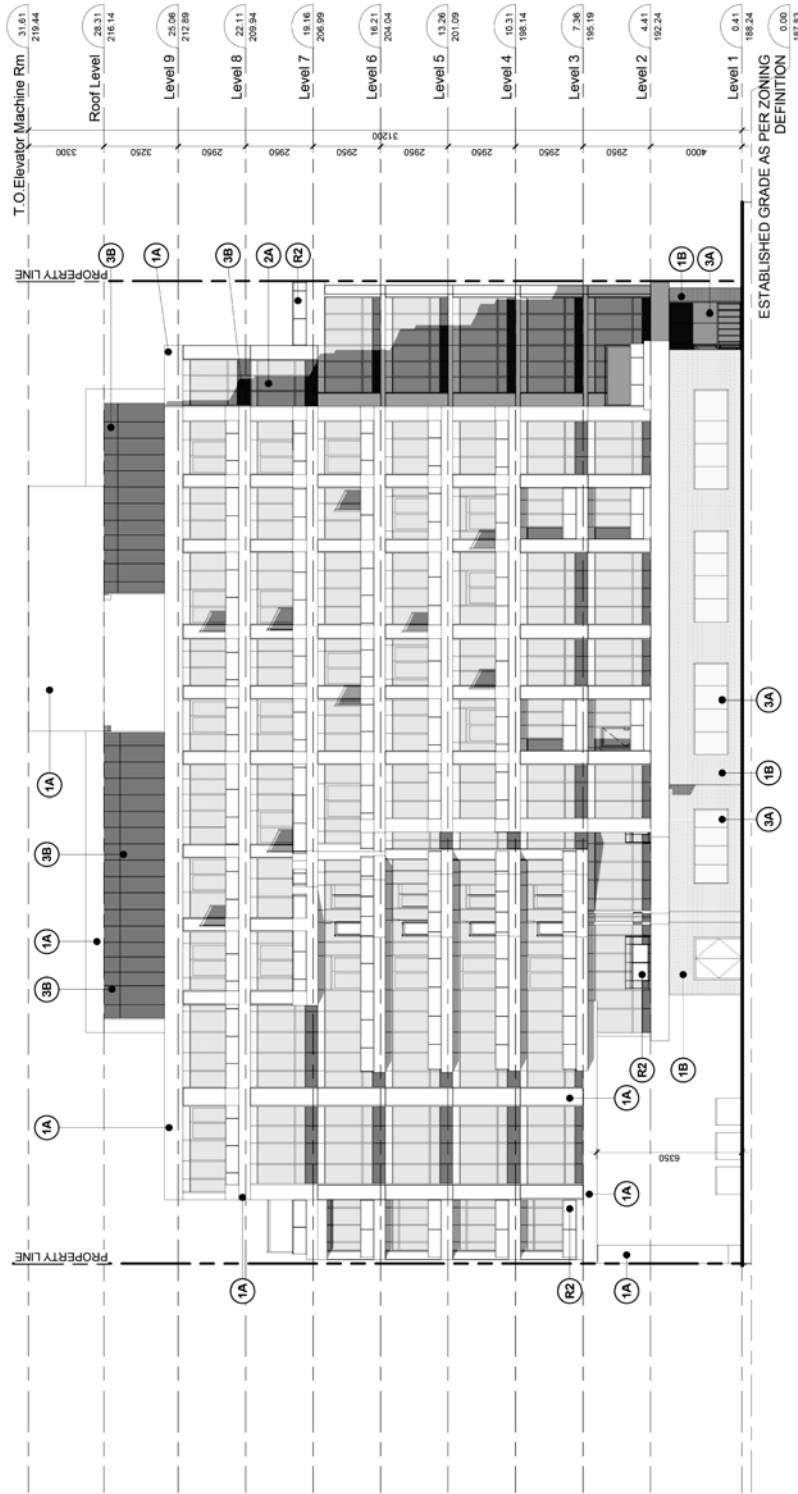 31.61
219.44
T.O.Elevator Machine Rm
28.31
216.14
Roof Level
25.06
212.89
Level 9
22.11
209.94
Level 8
19.16
206.99
Level 7
16.21
204.04
Level 6
13.26
201.09
Level 5
10.31
198.14
Level 4
7.36
195.19
Level 3
4.41
192.24
Level 2
0.41
188.24
Level 1
0.00
187.83
ESTABLISHED GRADE AS PER ZONING
DEFINITION
31200
3300
3250
2950
2950
2950
2950
2950
2950
2950
4000
PROPERTY LINE
3B
1A
3B
2A
R2
1B
3A
1A
3B
1A
3B
1A
3A
1B
3A
R2
1B
1A
1A
6350
PROPERTY LINE
1A
R2
1A